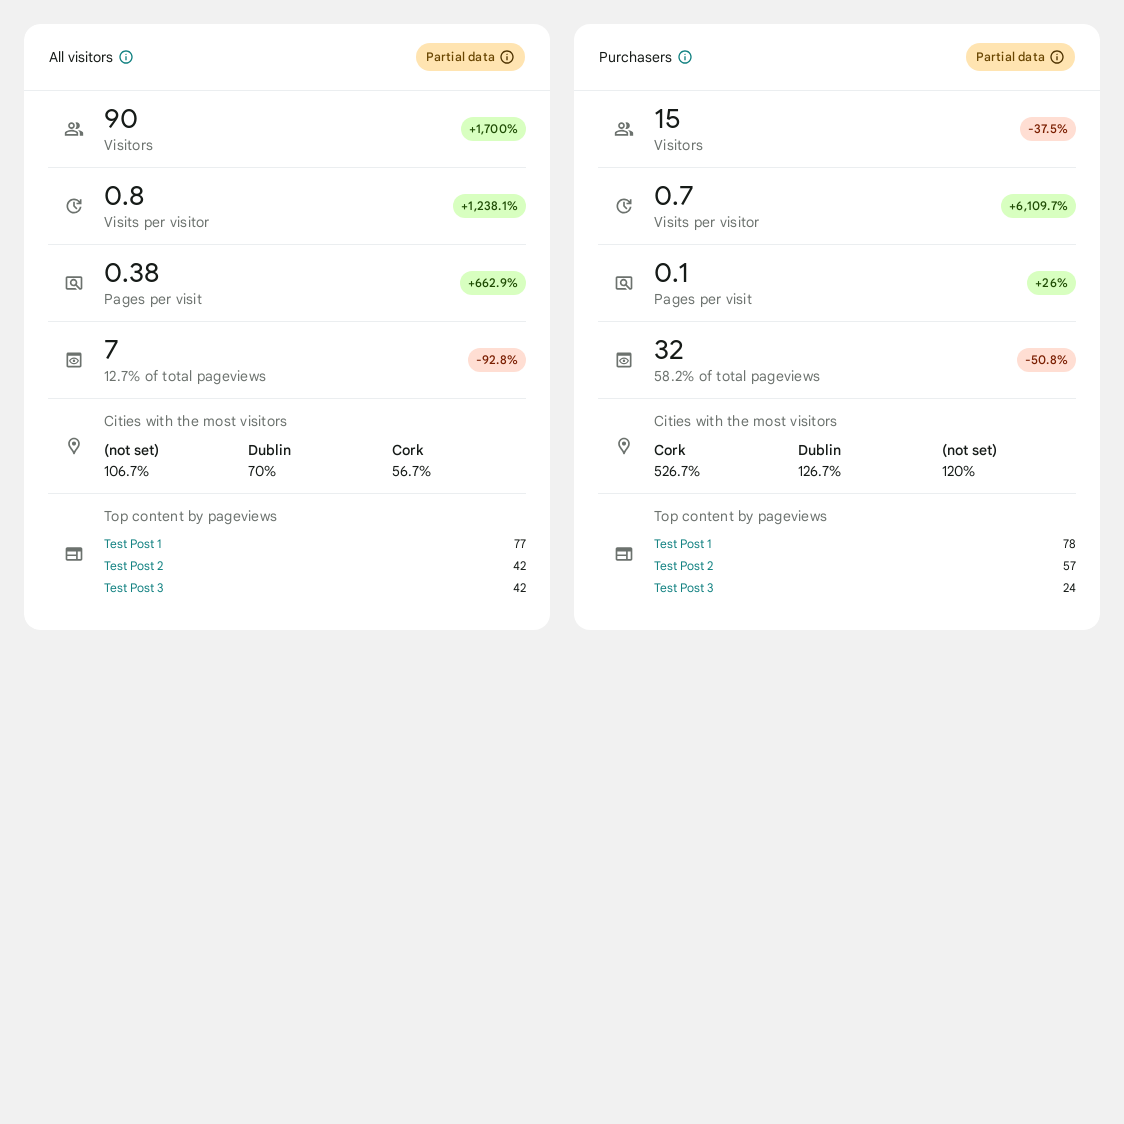 All visitors
Partial data
90
Visitors
+1,700%
0.8
Visits per visitor
+1,238.1%
0.38
Pages per visit
+662.9%
7
12.7% of total pageviews
-92.8%
Cities with the most visitors
(not set) Dublin Cork
106.7% 70% 56.7%
Top content by pageviews
Test Post 1 77
Test Post 2 42
Test Post 3 42
Purchasers
Partial data
15
Visitors
-37.5%
0.7
Visits per visitor
+6,109.7%
0.1
Pages per visit
+26%
32
58.2% of total pageviews
-50.8%
Cities with the most visitors
Cork Dublin (not set)
526.7% 126.7% 120%
Top content by pageviews
Test Post 1 78
Test Post 2 57
Test Post 3 24